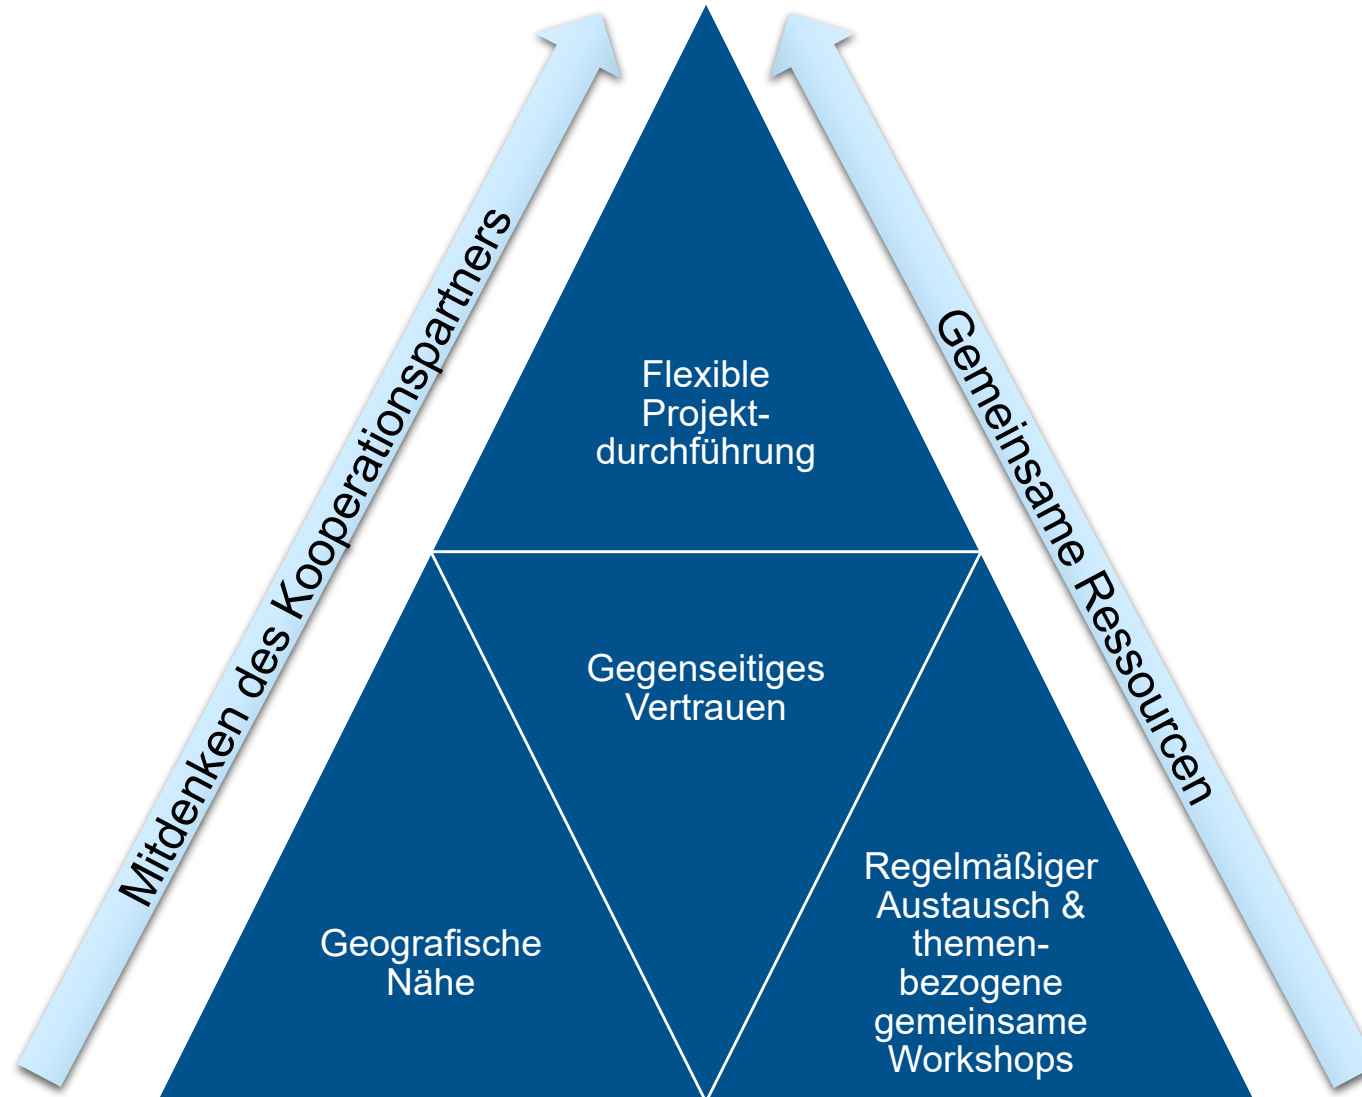 Mitdenken des Kooperationspartners
Gemeinsame Ressourcen
Flexible
Projekt-
durchführung
Gegenseitiges
Vertrauen
Geografische
Nähe
Regelmäßiger
Austausch &
themen-
bezogene
gemeinsame
Workshops